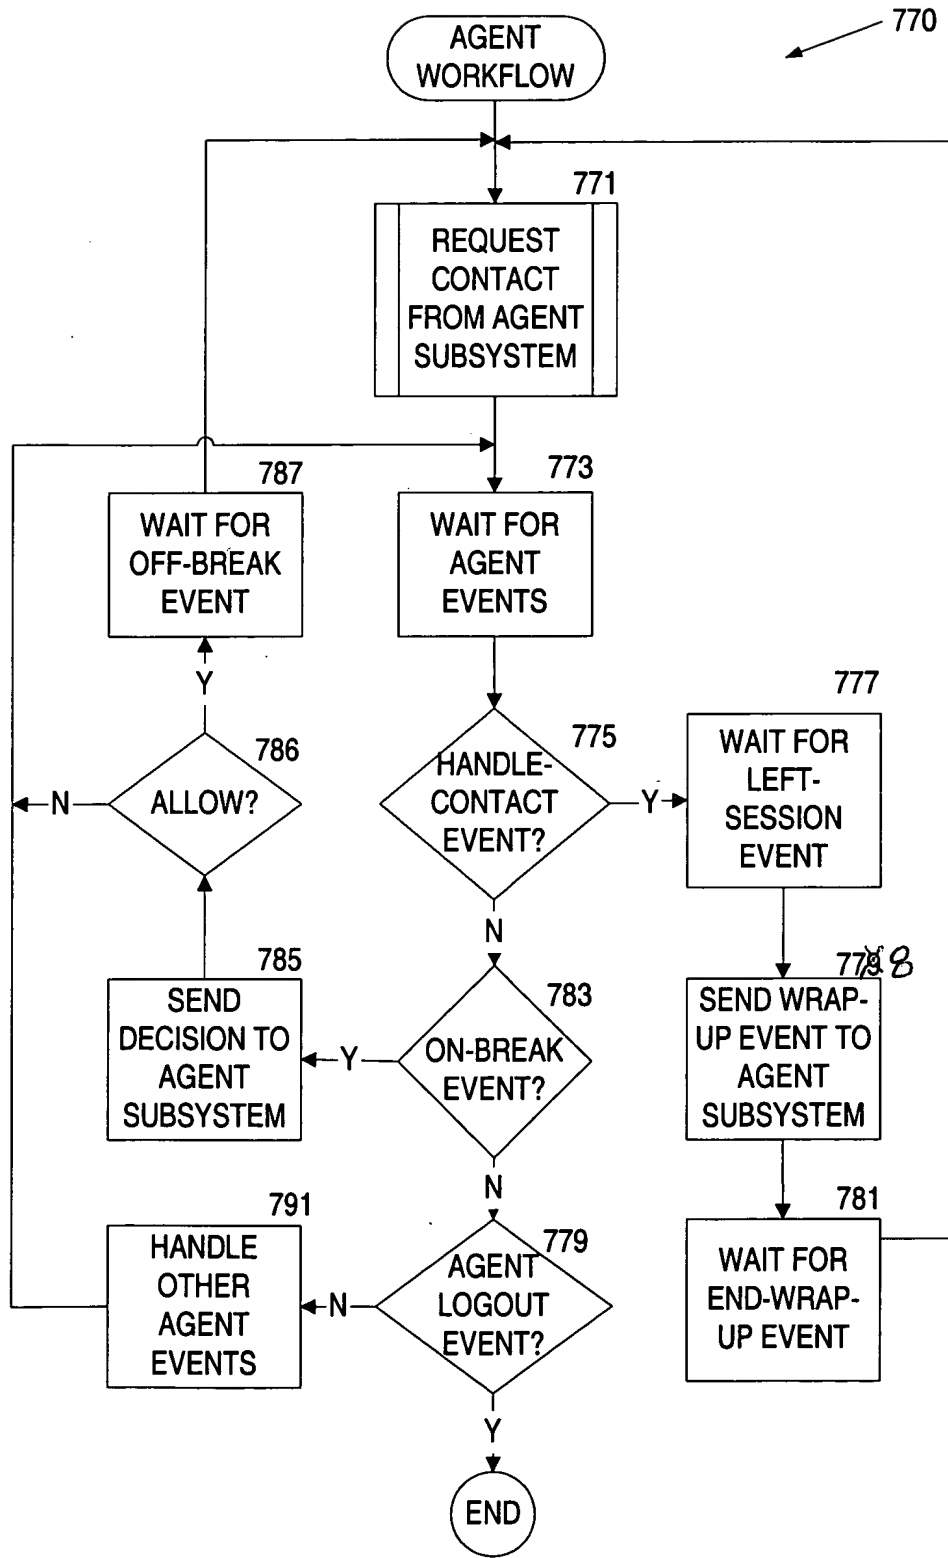 770
AGENT
WORKFLOW
771
REQUEST
CONTACT
FROM AGENT
SUBSYSTEM
787
WAIT FOR
OFF-BREAK
EVENT
773
WAIT FOR
AGENT
EVENTS
Y
777
WAIT FOR
LEFT-
SESSION
EVENT
786
ALLOW?
N
775
HANDLE-
CONTACT
EVENT?
Y
N
785
SEND
DECISION TO
AGENT
SUBSYSTEM
783
ON-BREAK
EVENT?
Y
N
779 8
SEND WRAP-
UP EVENT TO
AGENT
SUBSYSTEM
791
HANDLE
OTHER
AGENT
EVENTS
779
AGENT
LOGOUT
EVENT?
N
Y
781
WAIT FOR
END-WRAP-
UP EVENT
END